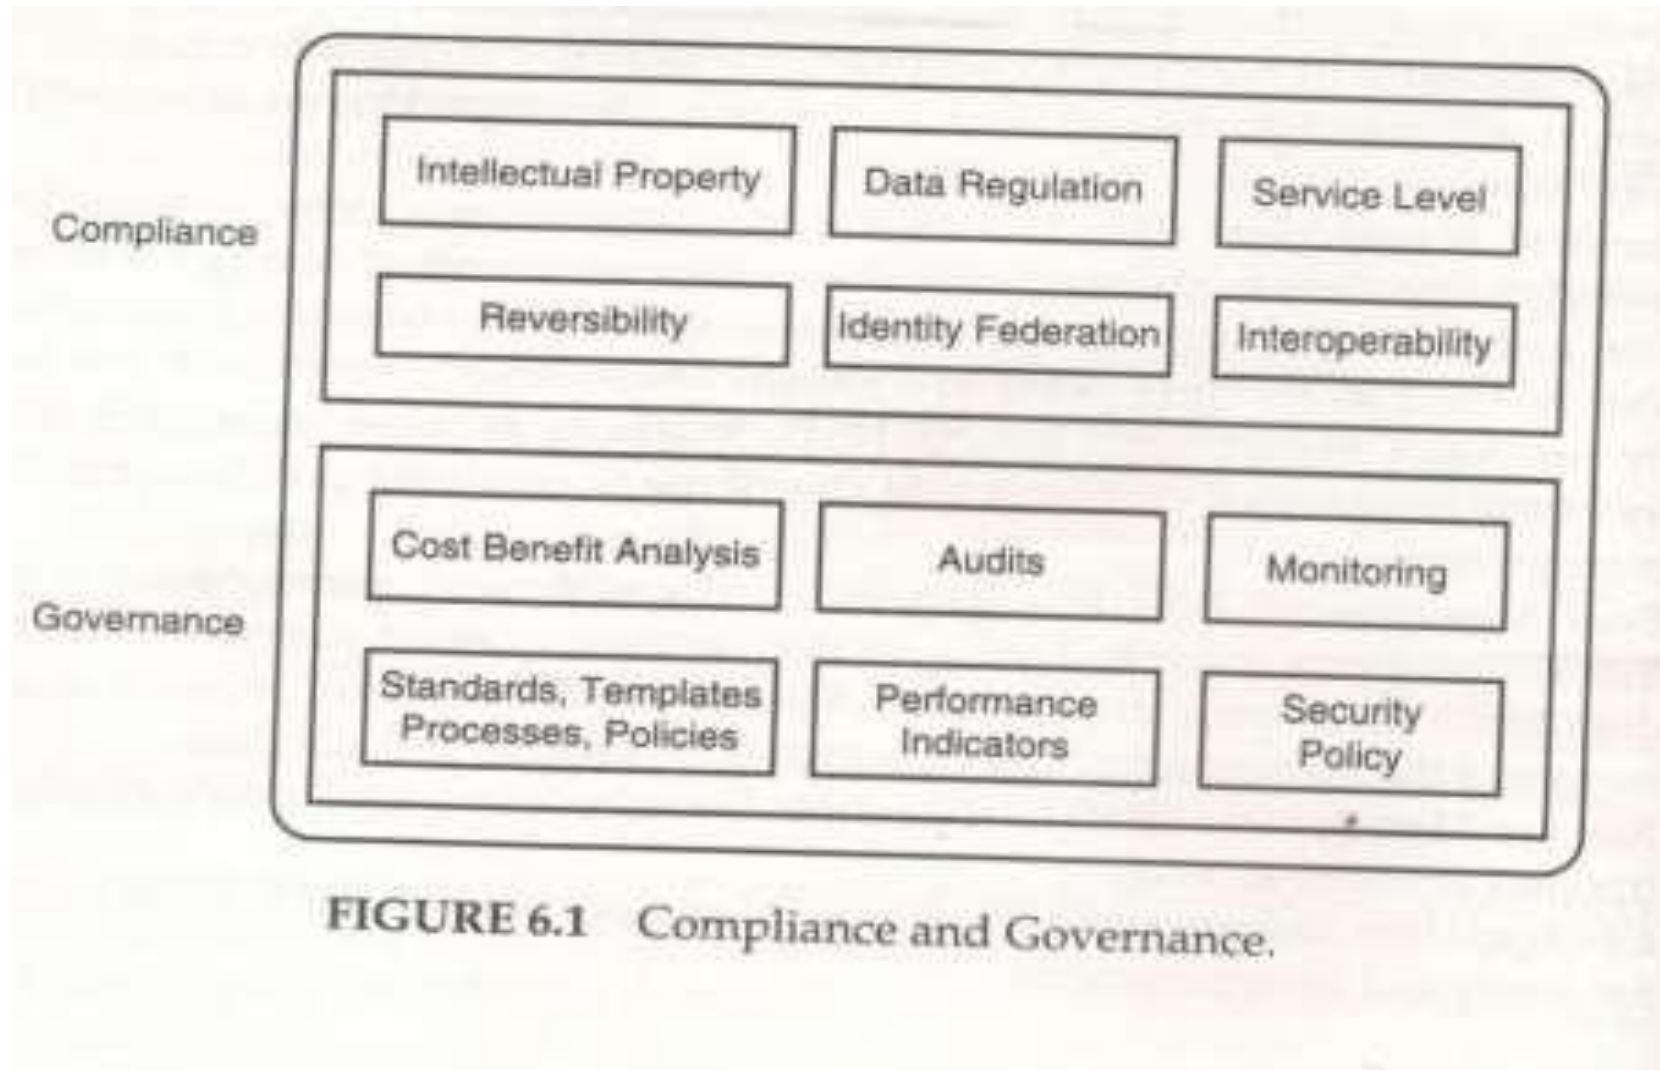 Compliance
Intellectual Property
Data Regulation
Service Level
Reversibility
Identity Federation
Interoperability
Governance
Cost Benefit Analysis
Audits
Monitoring
Standards, Templates
Processes, Policies
Performance
Indicators
Security
Policy
FIGURE 6.1 Compliance and Governance.